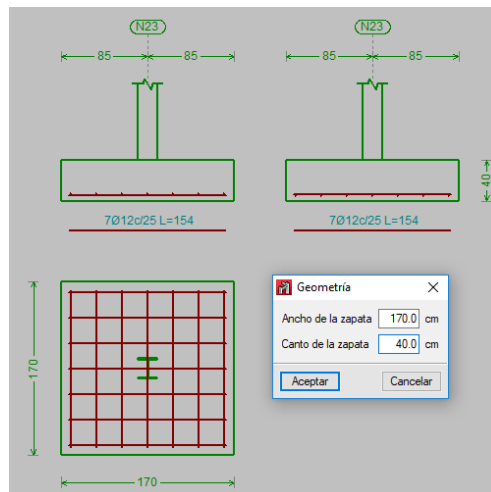 N23 N23
85 85 85 85
40
7Ø12c/25 L=154 7Ø12c/25 L=154
Geometría
Ancho de la zapata 170.0 cm
Canto de la zapata 40.0 cm
Aceptar Cancelar
170
170